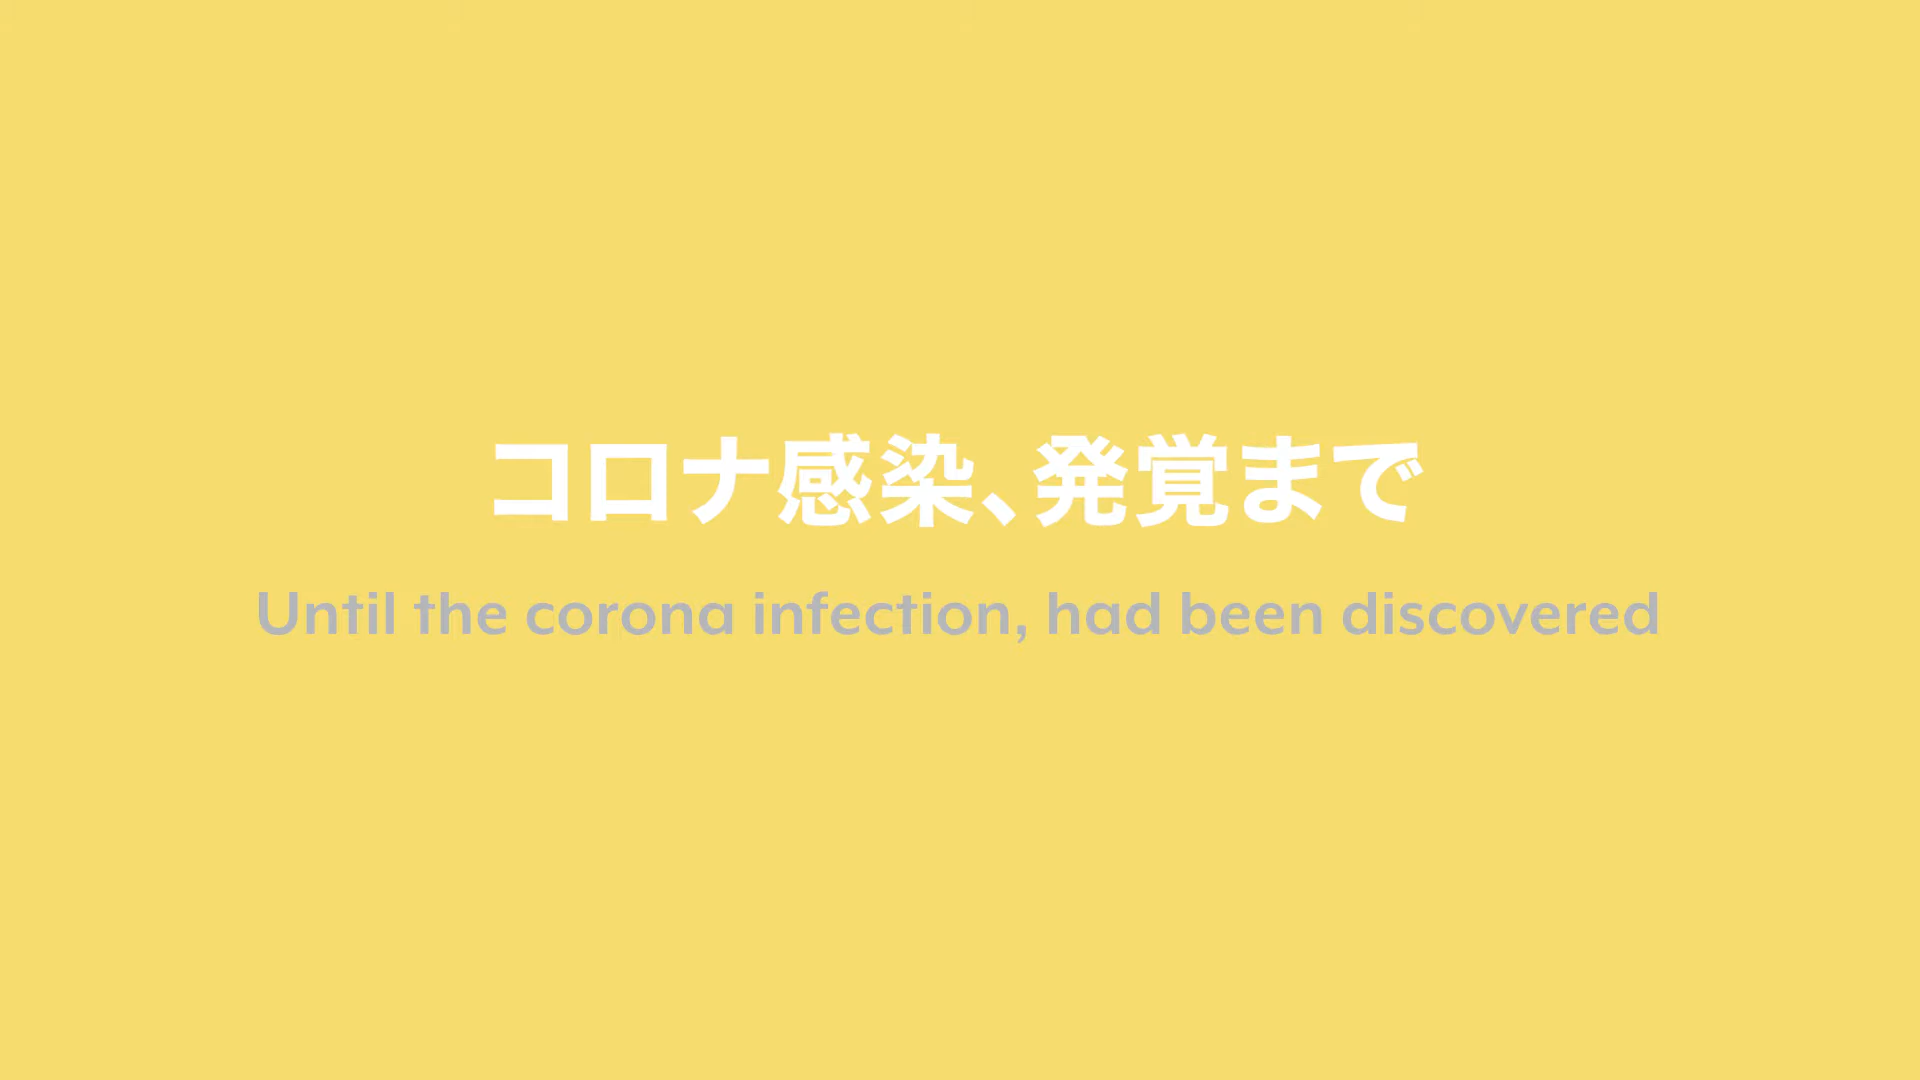 コロナ感染、発覚まで
Until the corona infection, had been discovered